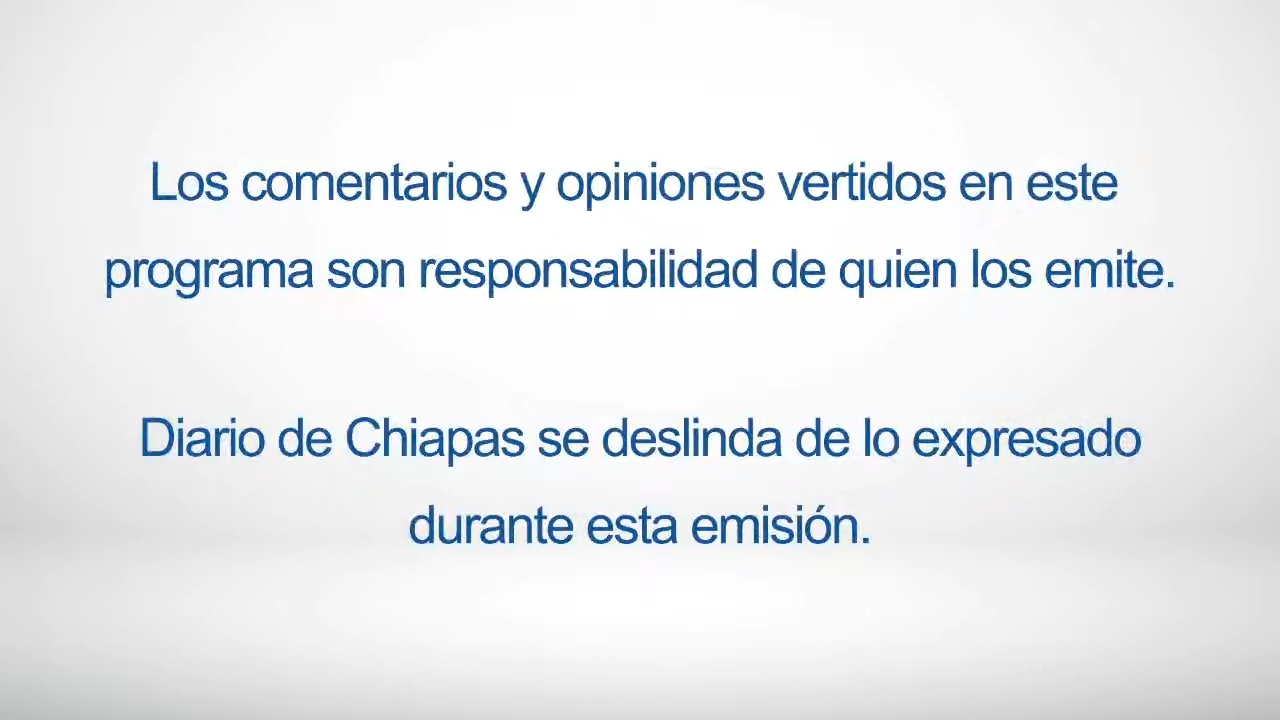 Los comentarios y opiniones vertidos en este
programa son responsabilidad de quien los emite.
Diario de Chiapas se deslinda de lo expresado
durante esta emisión.